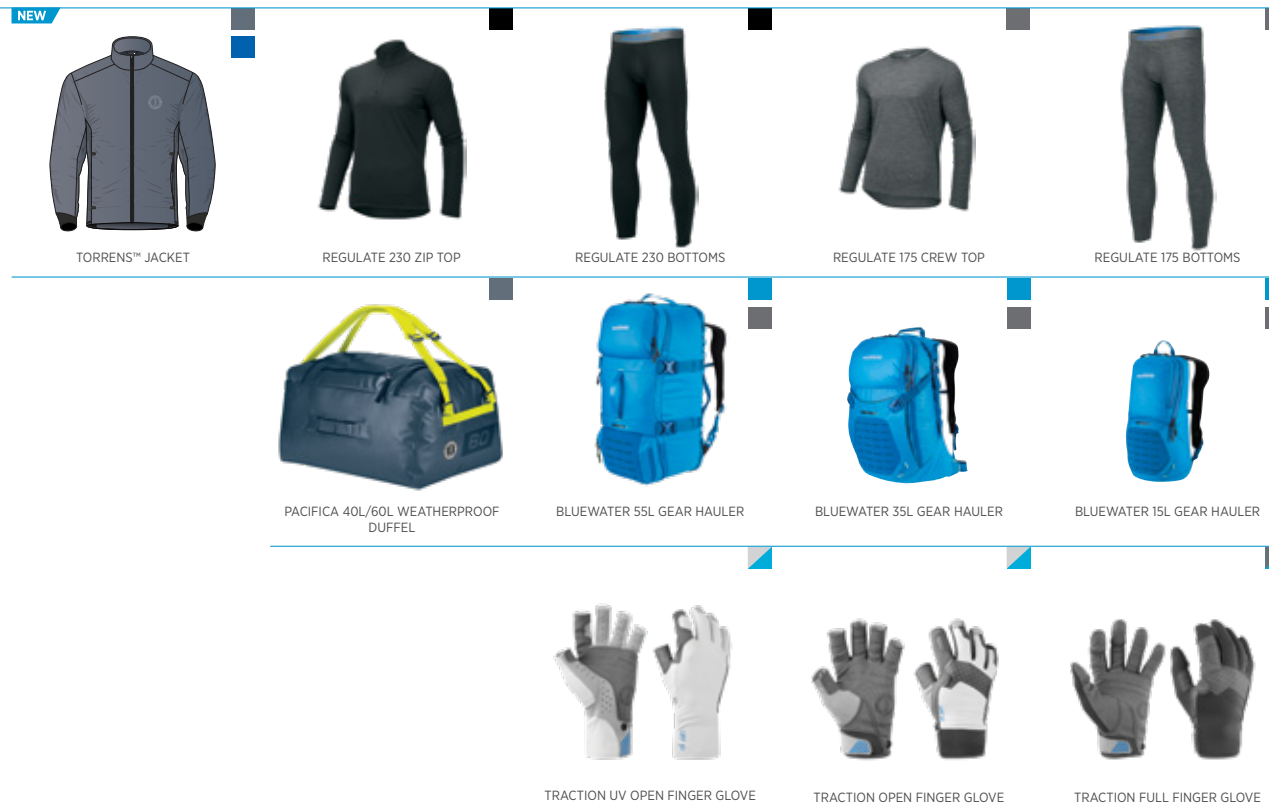 NEW
TORRENS™ JACKET
REGULATE 230 ZIP TOP
REGULATE 230 BOTTOMS
REGULATE 175 CREW TOP
REGULATE 175 BOTTOMS
60
PACIFICA 40L/60L WEATHERPROOF
DUFFEL
BLUEWATER 55L GEAR HAULER
BLUEWATER 35L GEAR HAULER
BLUEWATER 15L GEAR HAULER
TRACTION UV OPEN FINGER GLOVE
TRACTION OPEN FINGER GLOVE
TRACTION FULL FINGER GLOVE